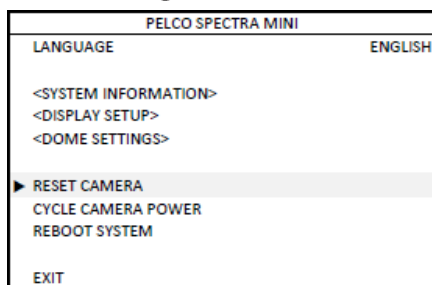 PELCO SPECTRA MINI
LANGUAGE ENGLISH
<SYSTEM INFORMATION>
<DISPLAY SETUP>
<DOME SETTINGS>
► RESET CAMERA
CYCLE CAMERA POWER
REBOOT SYSTEM
EXIT